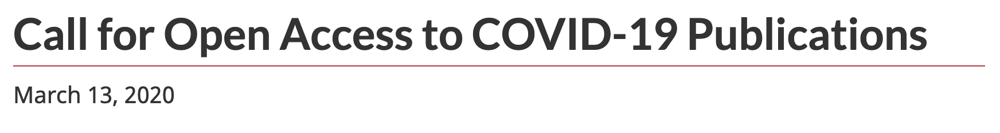 Call for Open Access to COVID-19 Publications
March 13, 2020